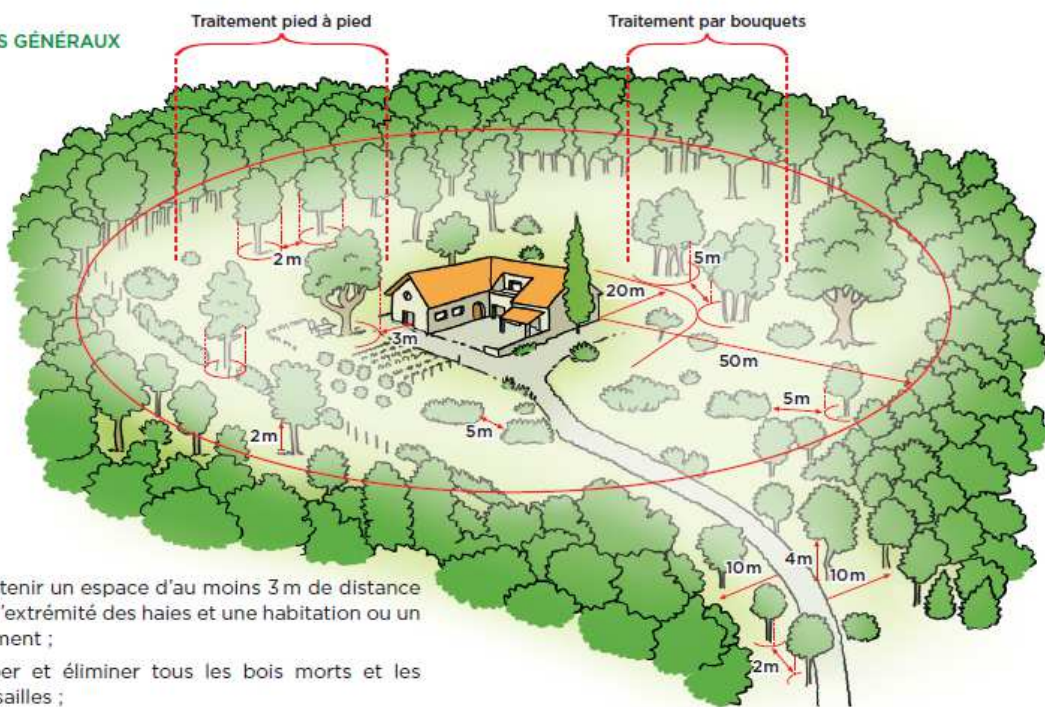 Traitement pied à pied
Traitement par bouquets
S GÉNÉRAUX
2m
5m
20m
3m
50m
5m
2m
5m
4m
10m
10m
2m
tenir un espace d'au moins 3 m de distance
l'extrémité des haies et une habitation ou un
ment ;
er et éliminer tous les bois morts et les
sailles ;